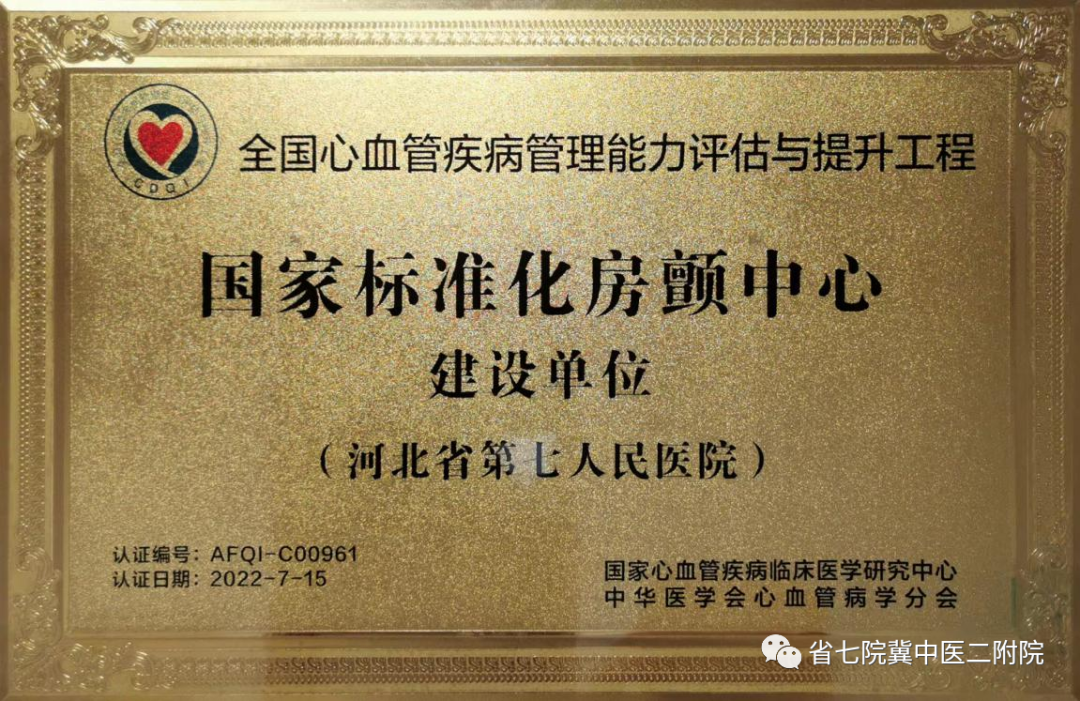 全国心血管疾病管理能力评估与提升工程
CDQI
国家标准化房颤中心
建设单位
（河北省第七人民医院）
认证编号：AFQI-C00961
认证日期：2022-7-15
国家心血管疾病临床医学研究中心
中华医学会心血管病学分会
省七院冀中医二附院